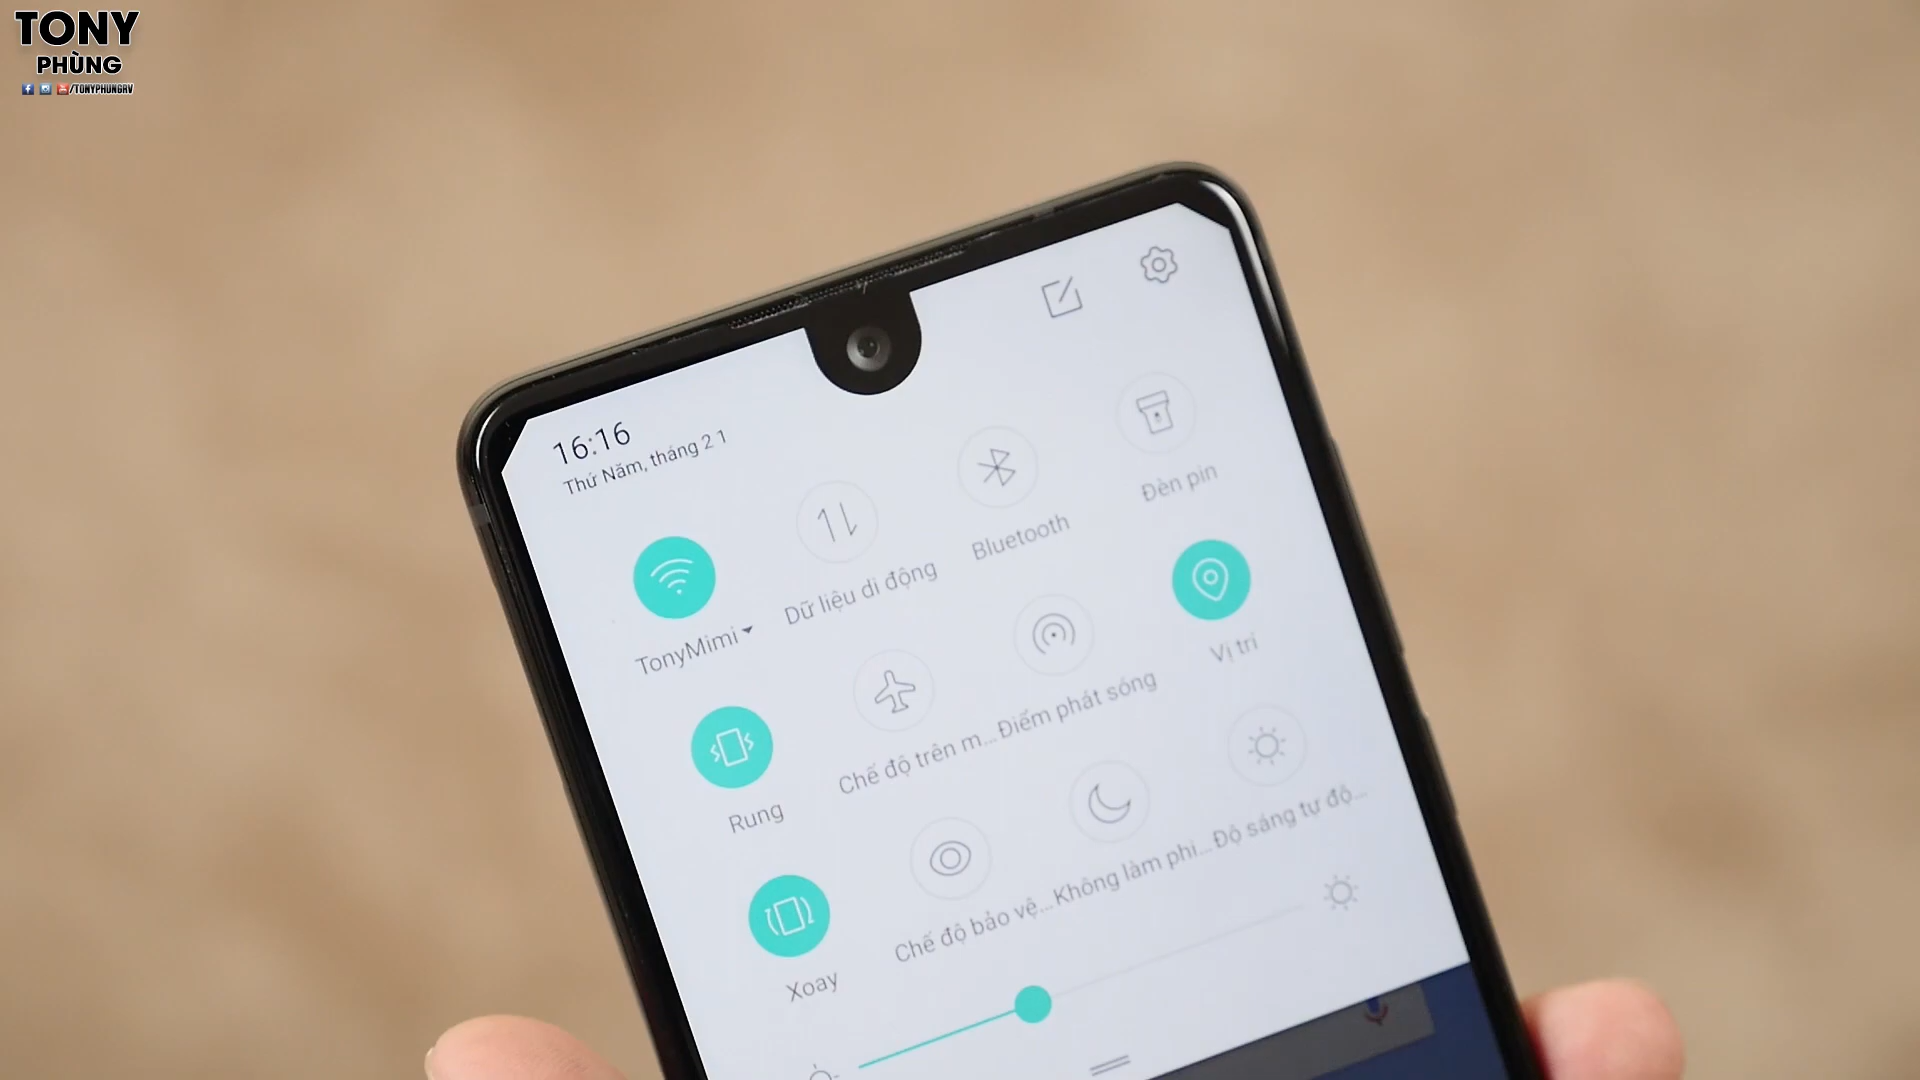 TONY
PHÙNG
/TONYPHUNGRV
16:16
Thứ Năm, tháng 2 1
TonyMimi
Dữ liệu di động
Bluetooth
Đèn pin
Rung
Chế độ trên m...
Điểm phát sóng
Vị trí
Xoay
Chế độ bảo vệ...
Không làm phi...
Độ sáng tự độ...